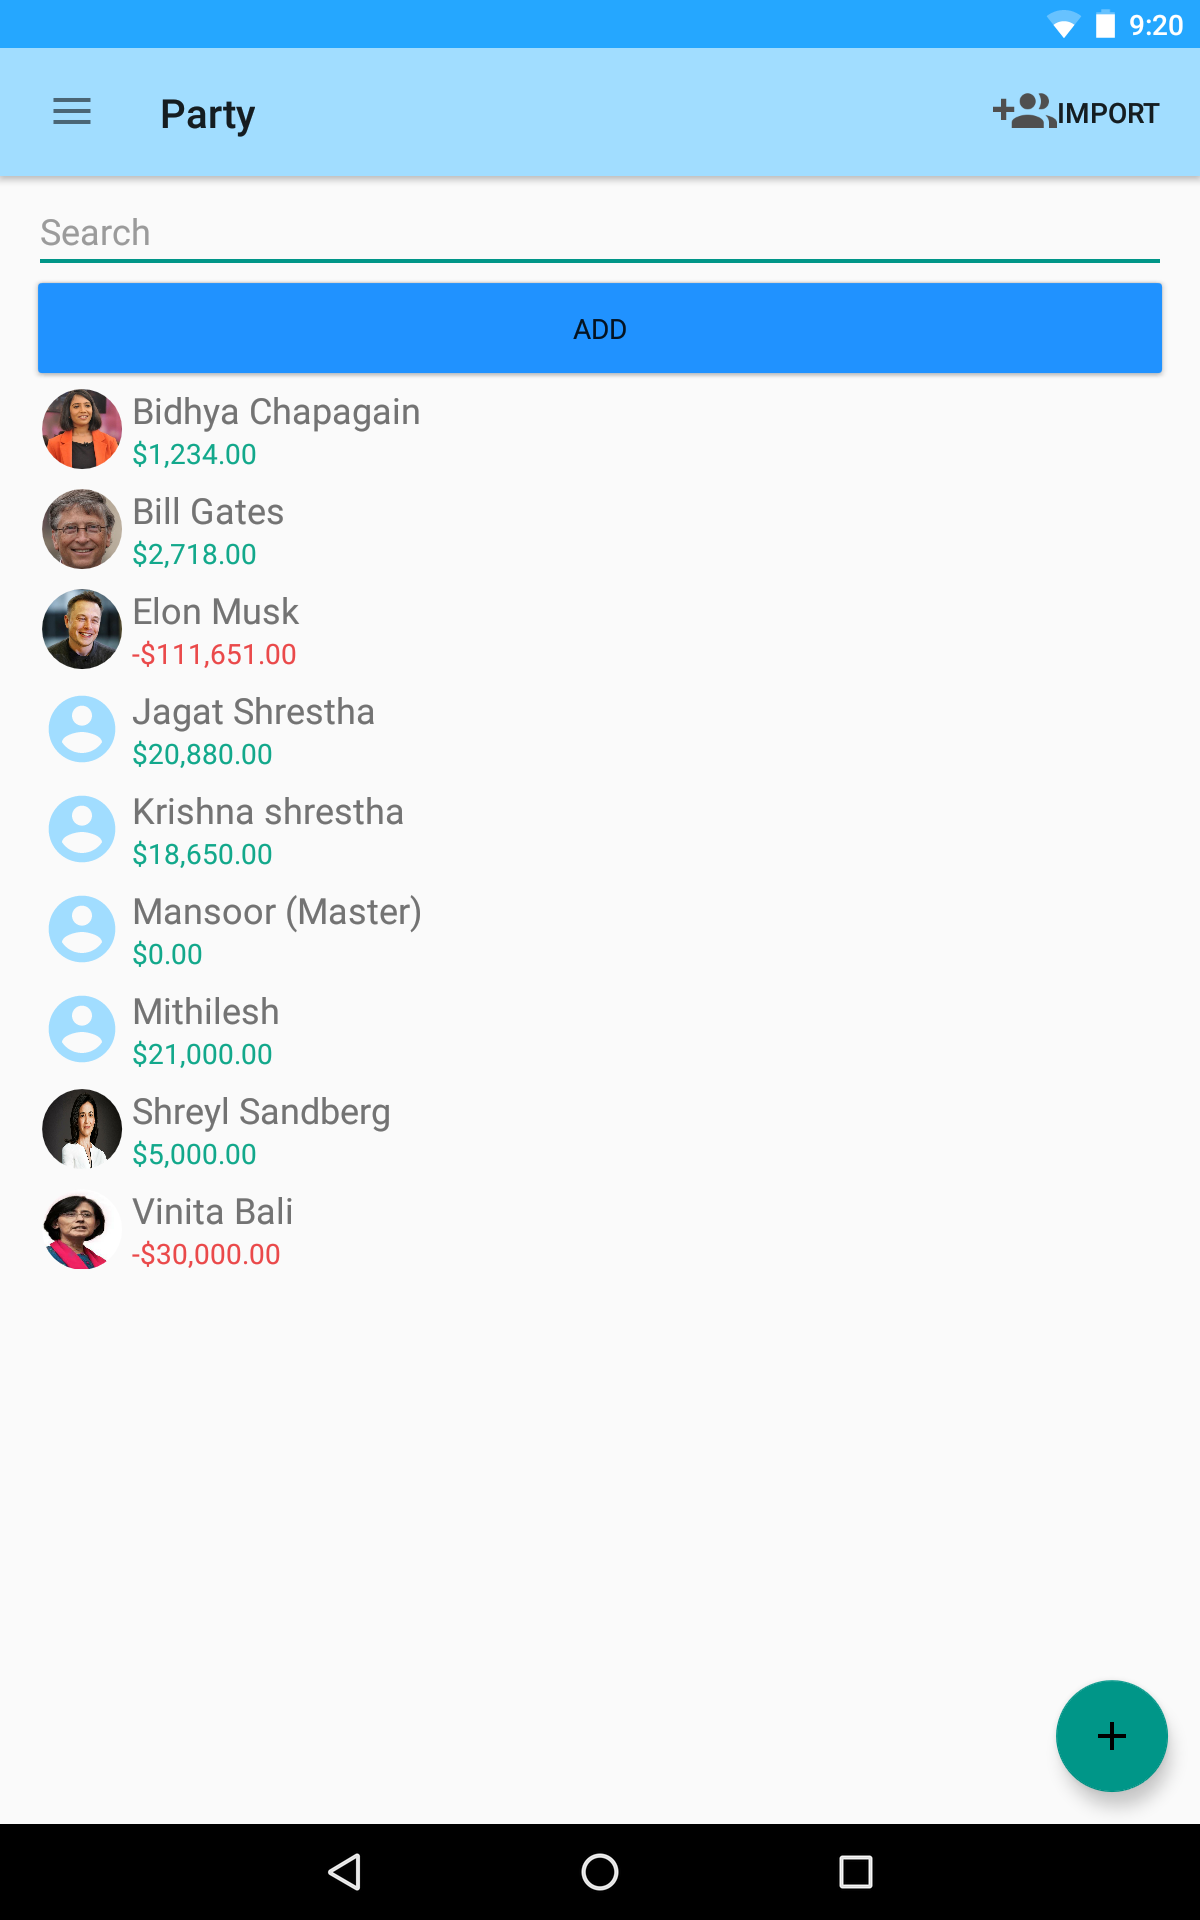 9:20
Party
IMPORT
Search
ADD
Bidhya Chapagain
$1,234.00
Bill Gates
$2,718.00
Elon Musk
-$111,651.00
Jagat Shrestha
$20,880.00
Krishna shrestha
$18,650.00
Mansoor (Master)
$0.00
Mithilesh
$21,000.00
Shreyl Sandberg
$5,000.00
Vinita Bali
-$30,000.00